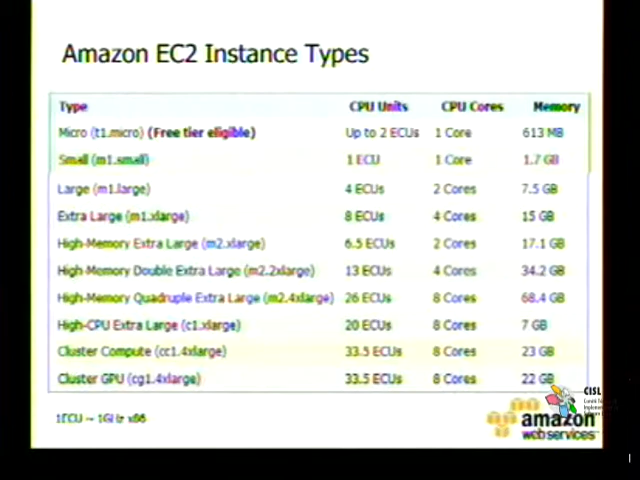 Amazon EC2 Instance Types
Type CPU Units CPU Cores Memory
Micro (t1.micro) (Free tier eligible) Up to 2 ECUs 1 Core 613 MB
Small (m1.small) 1 ECU 1 Core 1.7 GB
Large (m1.large) 4 ECUs 2 Cores 7.5 GB
Extra Large (m1.xlarge) 8 ECUs 4 Cores 15 GB
High-Memory Extra Large (m2.xlarge) 6.5 ECUs 2 Cores 17.1 GB
High-Memory Double Extra Large (m2.2xlarge) 13 ECUs 4 Cores 34.2 GB
High-Memory Quadruple Extra Large (m2.4xlarge) 26 ECUs 8 Cores 68.4 GB
High-CPU Extra Large (c1.xlarge) 20 ECUs 8 Cores 7 GB
Cluster Compute (cc1.4xlarge) 33.5 ECUs 8 Cores 23 GB
Cluster GPU (cg1.4xlarge) 33.5 ECUs 8 Cores 22 GB
CISL
1ECU ~ 1GHz x86
amazon
webservices